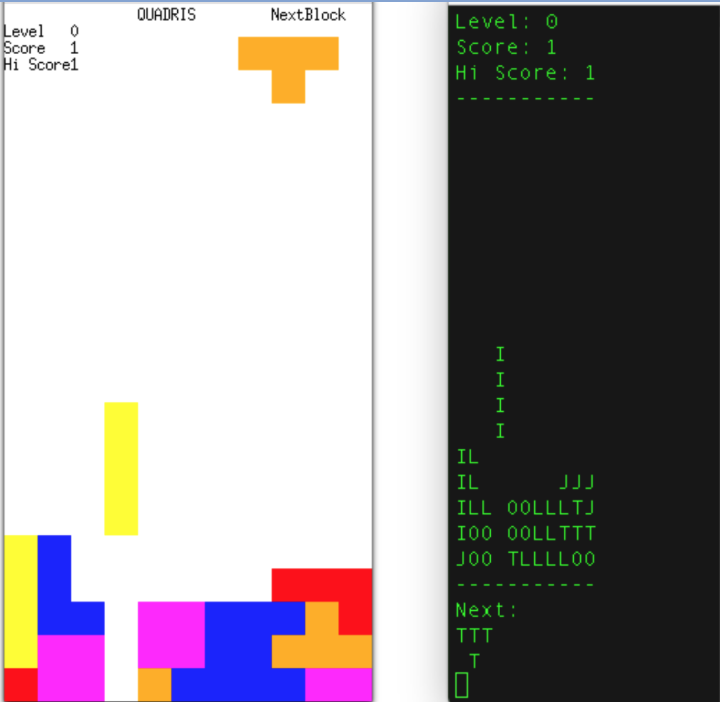 QUADRIS NextBlock
Level 0
Score 1
Hi Score1
Level: 0
Score: 1
Hi Score: 1
-----------
   I
   I
   I
   I
IL
IL      JJJ
ILL OOLLLTJ
IOO OOLLTTT
JOO TLLLLOO
-----------
Next:
TTT
 T